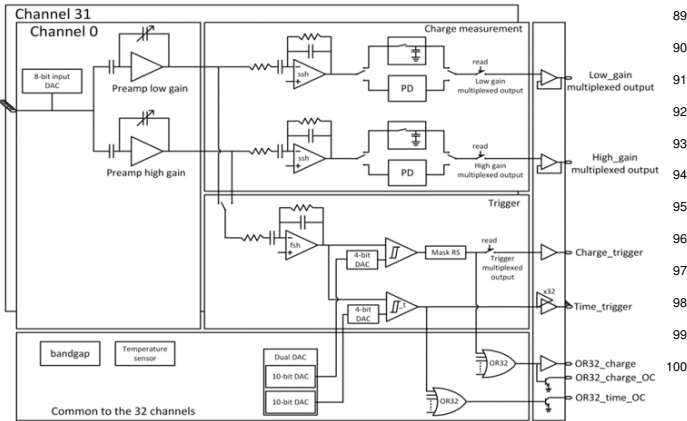 Channel 31
Channel 0
8-bit input
DAC
Preamp low gain
Preamp high gain
Charge measurement
ssh
PD
read
Low gain
multiplexed output
ssh
PD
read
High gain
multiplexed output
Low_gain
multiplexed output
High_gain
multiplexed output
Trigger
fsh
4-bit
DAC
Mask RS
read
Trigger
multiplexed
output
4-bit
DAC
_t
x32
Charge_trigger
Time_trigger
bandgap
Temperature
sensor
Dual DAC
10-bit DAC
10-bit DAC
OR32
OR32
OR32_charge
OR32_charge_OC
OR32_time_OC
Common to the 32 channels
89
90
91
92
93
94
95
96
97
98
99
100